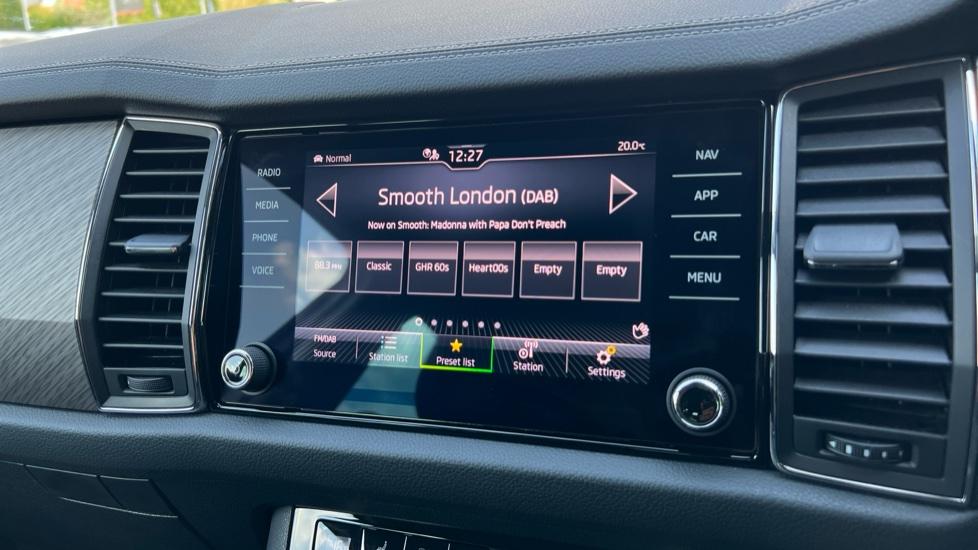 Normal
12:27
20.0°C
RADIO
MEDIA
PHONE
VOICE
Smooth London (DAB)
Now on Smooth: Madonna with Papa Don't Preach
88.3 MHz
Classic
GHR 60s
Heart00s
Empty
Empty
FM/DAB
Source
Station list
Preset list
Station
Settings
NAV
APP
CAR
MENU